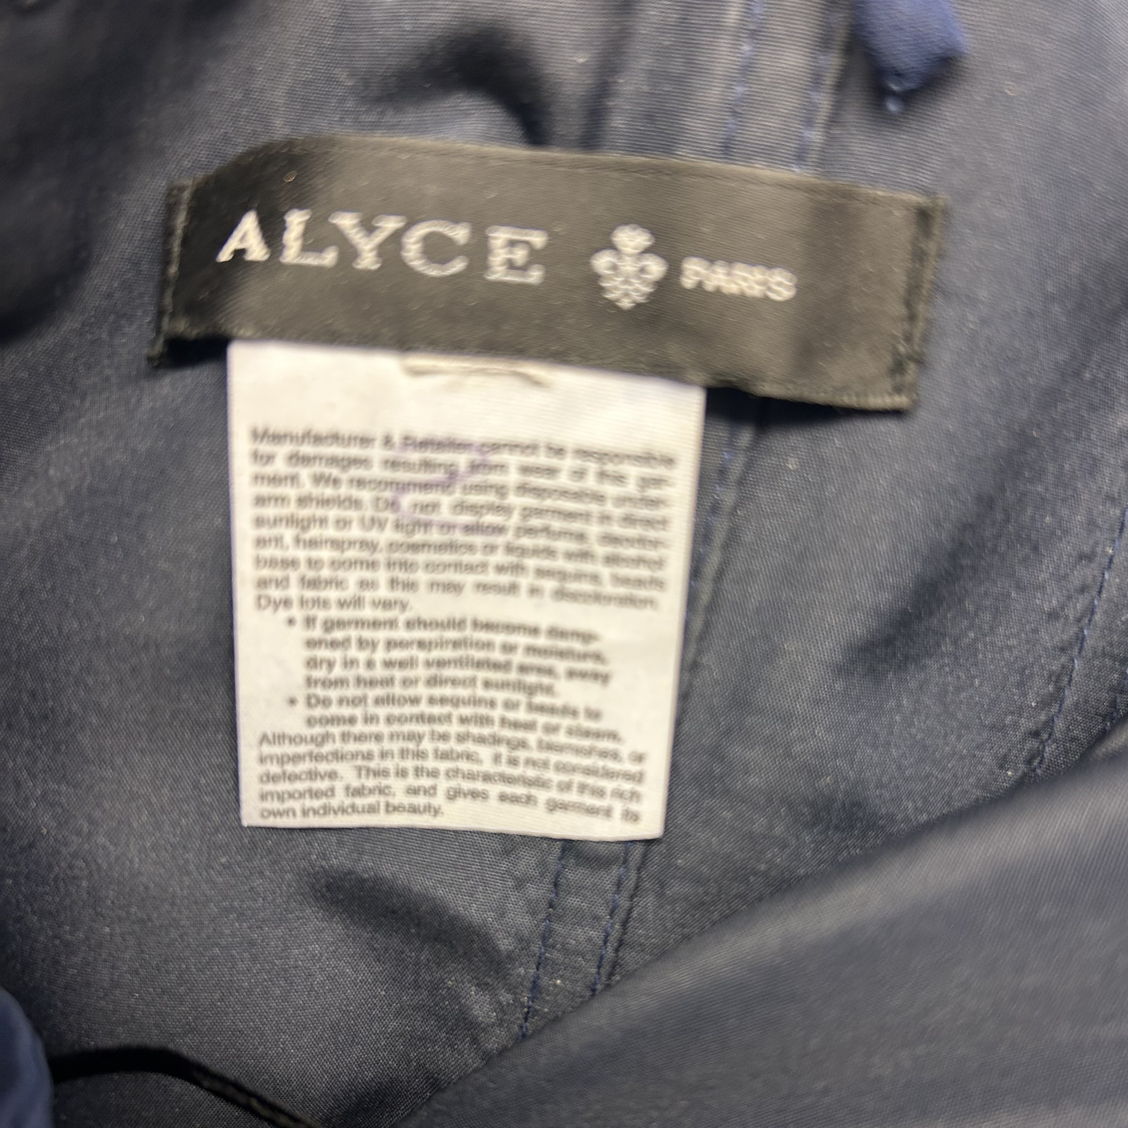 ALYCE PARIS
Manufacturer & Retailer cannot be responsible
for damages resulting from wear of this gar-
ment. We recommend using disposable under-
arm shields. Do not display garment in direct
sunlight or UV light or allow perfume, deodor-
ant, hairspray, cosmetics or liquids with alcohol
base to come into contact with sequins, beads
and fabric as this may result in discoloration.
Dye lots will vary.
• If garment should become damp-
ened by perspiration or moisture,
dry in a well ventilated area, away
from heat or direct sunlight.
• Do not allow sequins or beads to
come in contact with heat or steam.
Although there may be shadings, blemishes, or
imperfections in this fabric, it is not considered
defective. This is the characteristic of this rich
imported fabric, and gives each garment its
own individual beauty.